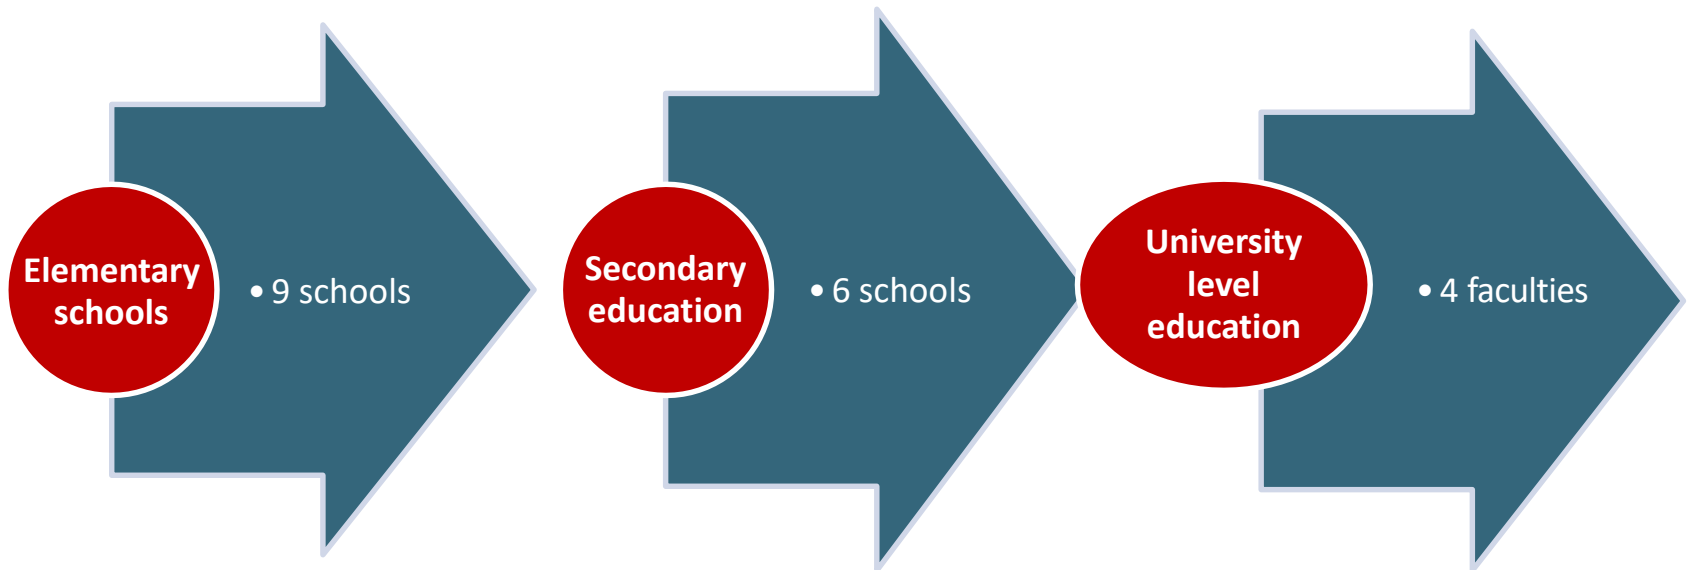 Elementary
schools
• 9 schools
Secondary
education
• 6 schools
University
level
education
• 4 faculties